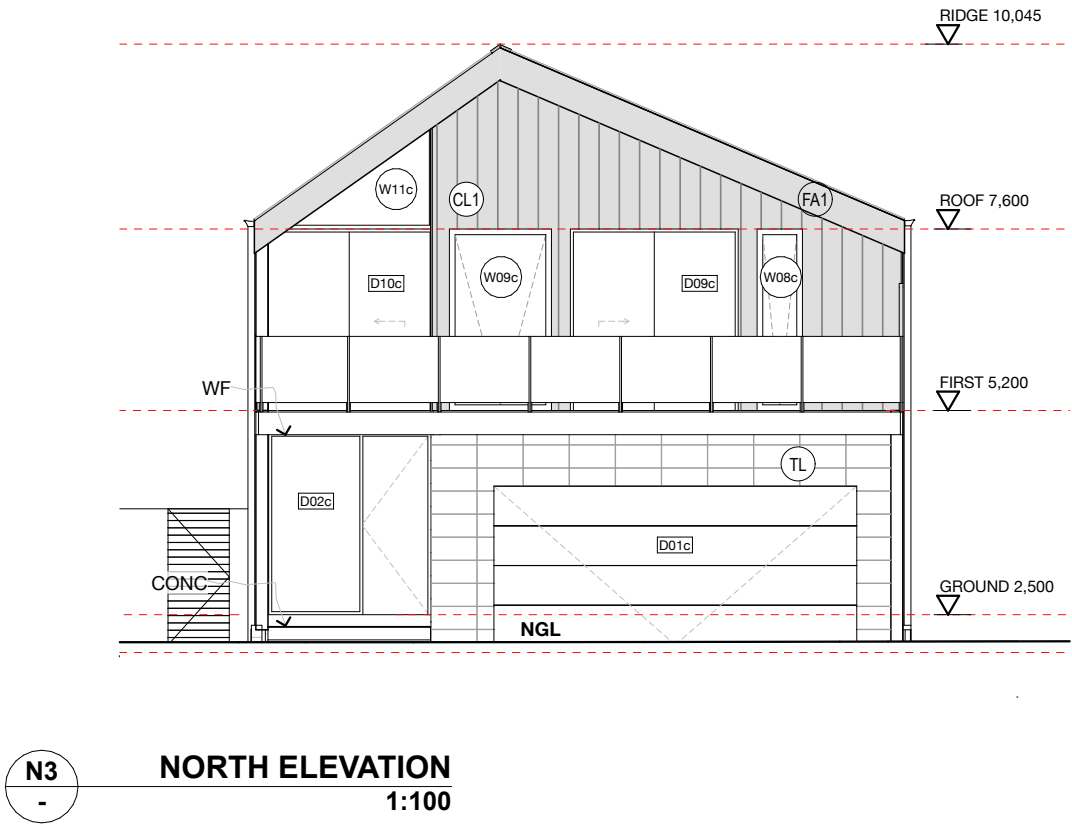 RIDGE 10,045
W11c
CL1
FA1
ROOF 7,600
D10c
W09c
D09c
W08c
WF
FIRST 5,200
TL
D02c
D01c
CONC
GROUND 2,500
NGL
N3
-
NORTH ELEVATION
1:100